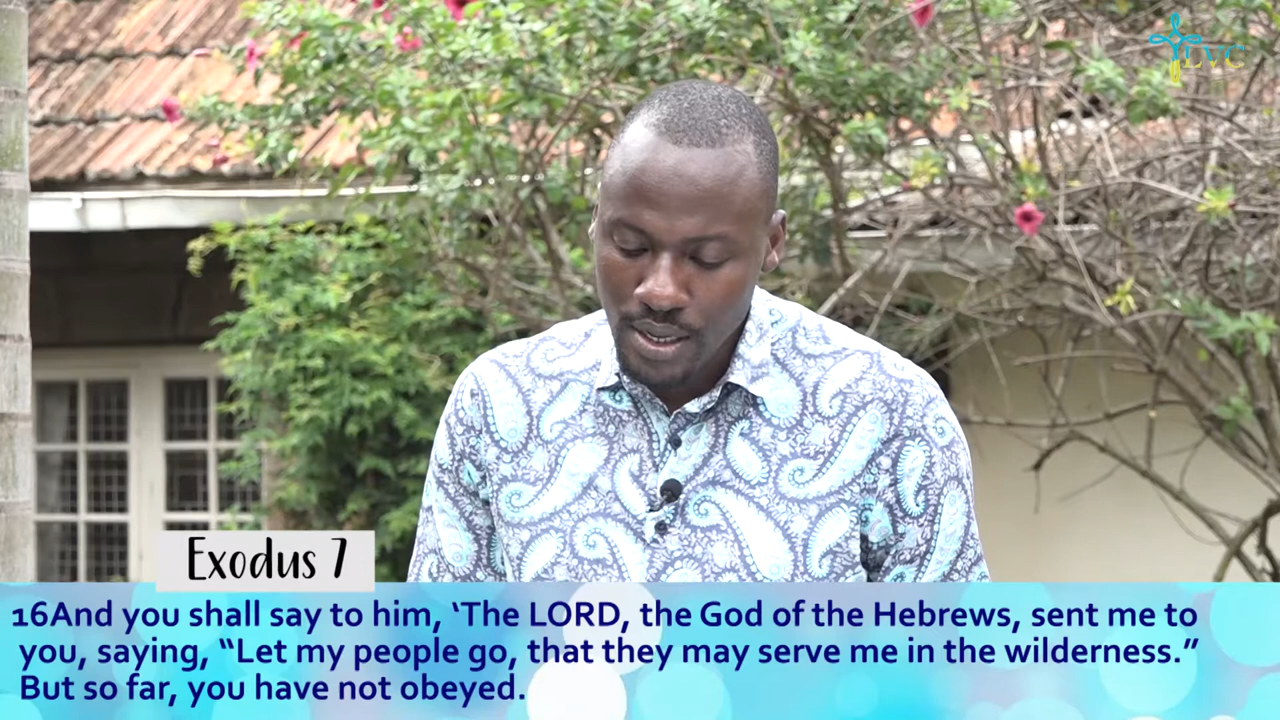 LVC
Exodus 7
16And you shall say to him, ‘The LORD, the God of the Hebrews, sent me to
you, saying, “Let my people go, that they may serve me in the wilderness.”
But so far, you have not obeyed.